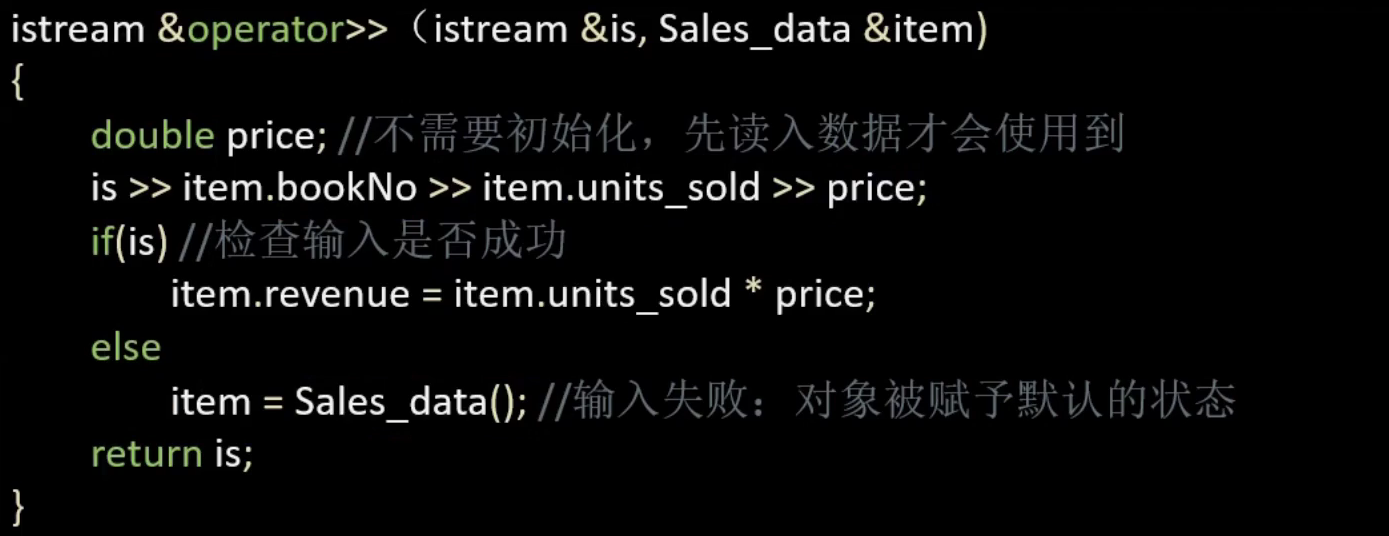 istream &operator>>（istream &is, Sales_data &item)
{
double price; //不需要初始化，先读入数据才会使用到
is >> item.bookNo >> item.units_sold >> price;
if(is) //检查输入是否成功
item.revenue = item.units_sold * price;
else
item = Sales_data(); //输入失败：对象被赋予默认的状态
return is;
}